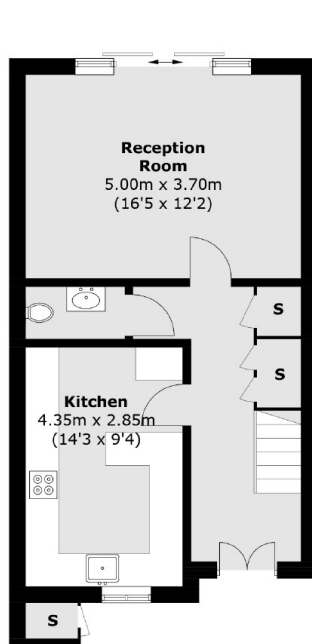 Reception
Room
5.00m x 3.70m
(16'5 x 12'2)
S
S
Kitchen
4.35m x 2.85m
(14'3 x 9'4)
S